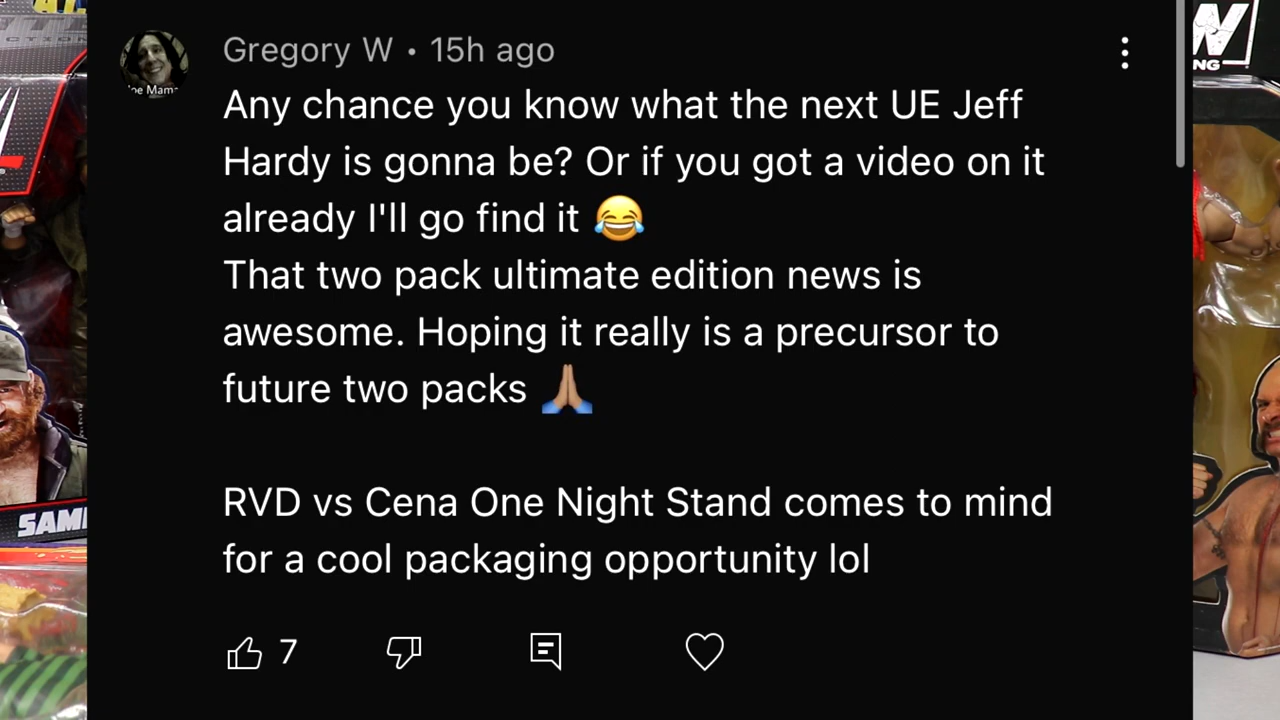 Gregory W • 15h ago
Any chance you know what the next UE Jeff
Hardy is gonna be? Or if you got a video on it
already I'll go find it 😂
That two pack ultimate edition news is
awesome. Hoping it really is a precursor to
future two packs 🙏🏽
RVD vs Cena One Night Stand comes to mind
for a cool packaging opportunity lol
7
SAMI